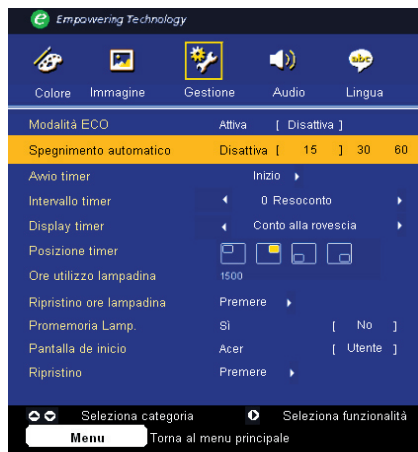 e Empowering Technology
Colore Immagine Gestione abc Audio Lingua
Modalità ECO Attiva [ Disattiva ]
Spegnimento automatico Disattiva [ 15 ] 30 60
Avvio timer Inizio
Intervallo timer 0 Resoconto
Display timer Conto alla rovescia
Posizione timer
Ore utilizzo lampadina 1500
Ripristino ore lampadina Premere
Promemoria Lamp. Sì [ No ]
Pantalla de inicio Acer [ Utente ]
Ripristino Premere
Seleziona categoria Seleziona funzionalità
Menu Torna al menu principale